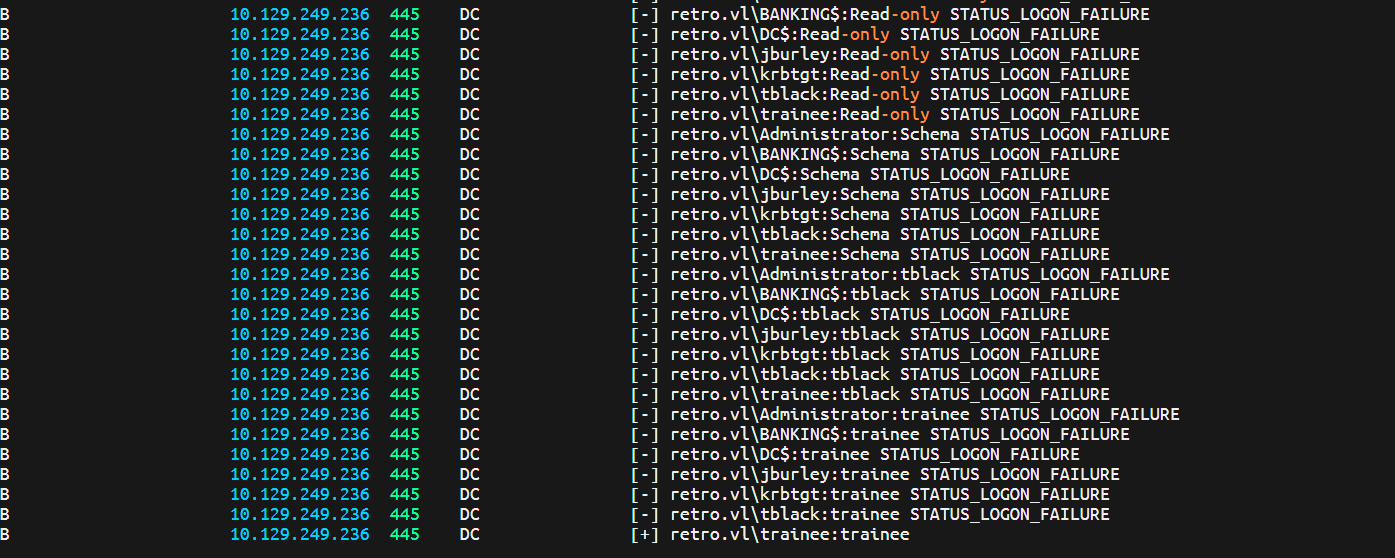 B 10.129.249.236 445 DC [-] retro.vl\BANKING$:Read-only STATUS_LOGON_FAILURE
B 10.129.249.236 445 DC [-] retro.vl\DC$:Read-only STATUS_LOGON_FAILURE
B 10.129.249.236 445 DC [-] retro.vl\jburley:Read-only STATUS_LOGON_FAILURE
B 10.129.249.236 445 DC [-] retro.vl\krbtgt:Read-only STATUS_LOGON_FAILURE
B 10.129.249.236 445 DC [-] retro.vl\tblack:Read-only STATUS_LOGON_FAILURE
B 10.129.249.236 445 DC [-] retro.vl\trainee:Read-only STATUS_LOGON_FAILURE
B 10.129.249.236 445 DC [-] retro.vl\Administrator:Schema STATUS_LOGON_FAILURE
B 10.129.249.236 445 DC [-] retro.vl\BANKING$:Schema STATUS_LOGON_FAILURE
B 10.129.249.236 445 DC [-] retro.vl\DC$:Schema STATUS_LOGON_FAILURE
B 10.129.249.236 445 DC [-] retro.vl\jburley:Schema STATUS_LOGON_FAILURE
B 10.129.249.236 445 DC [-] retro.vl\krbtgt:Schema STATUS_LOGON_FAILURE
B 10.129.249.236 445 DC [-] retro.vl\tblack:Schema STATUS_LOGON_FAILURE
B 10.129.249.236 445 DC [-] retro.vl\trainee:Schema STATUS_LOGON_FAILURE
B 10.129.249.236 445 DC [-] retro.vl\Administrator:tblack STATUS_LOGON_FAILURE
B 10.129.249.236 445 DC [-] retro.vl\BANKING$:tblack STATUS_LOGON_FAILURE
B 10.129.249.236 445 DC [-] retro.vl\DC$:tblack STATUS_LOGON_FAILURE
B 10.129.249.236 445 DC [-] retro.vl\jburley:tblack STATUS_LOGON_FAILURE
B 10.129.249.236 445 DC [-] retro.vl\krbtgt:tblack STATUS_LOGON_FAILURE
B 10.129.249.236 445 DC [-] retro.vl\tblack:tblack STATUS_LOGON_FAILURE
B 10.129.249.236 445 DC [-] retro.vl\trainee:tblack STATUS_LOGON_FAILURE
B 10.129.249.236 445 DC [-] retro.vl\Administrator:trainee STATUS_LOGON_FAILURE
B 10.129.249.236 445 DC [-] retro.vl\BANKING$:trainee STATUS_LOGON_FAILURE
B 10.129.249.236 445 DC [-] retro.vl\DC$:trainee STATUS_LOGON_FAILURE
B 10.129.249.236 445 DC [-] retro.vl\jburley:trainee STATUS_LOGON_FAILURE
B 10.129.249.236 445 DC [-] retro.vl\krbtgt:trainee STATUS_LOGON_FAILURE
B 10.129.249.236 445 DC [-] retro.vl\tblack:trainee STATUS_LOGON_FAILURE
B 10.129.249.236 445 DC [+] retro.vl\trainee:trainee